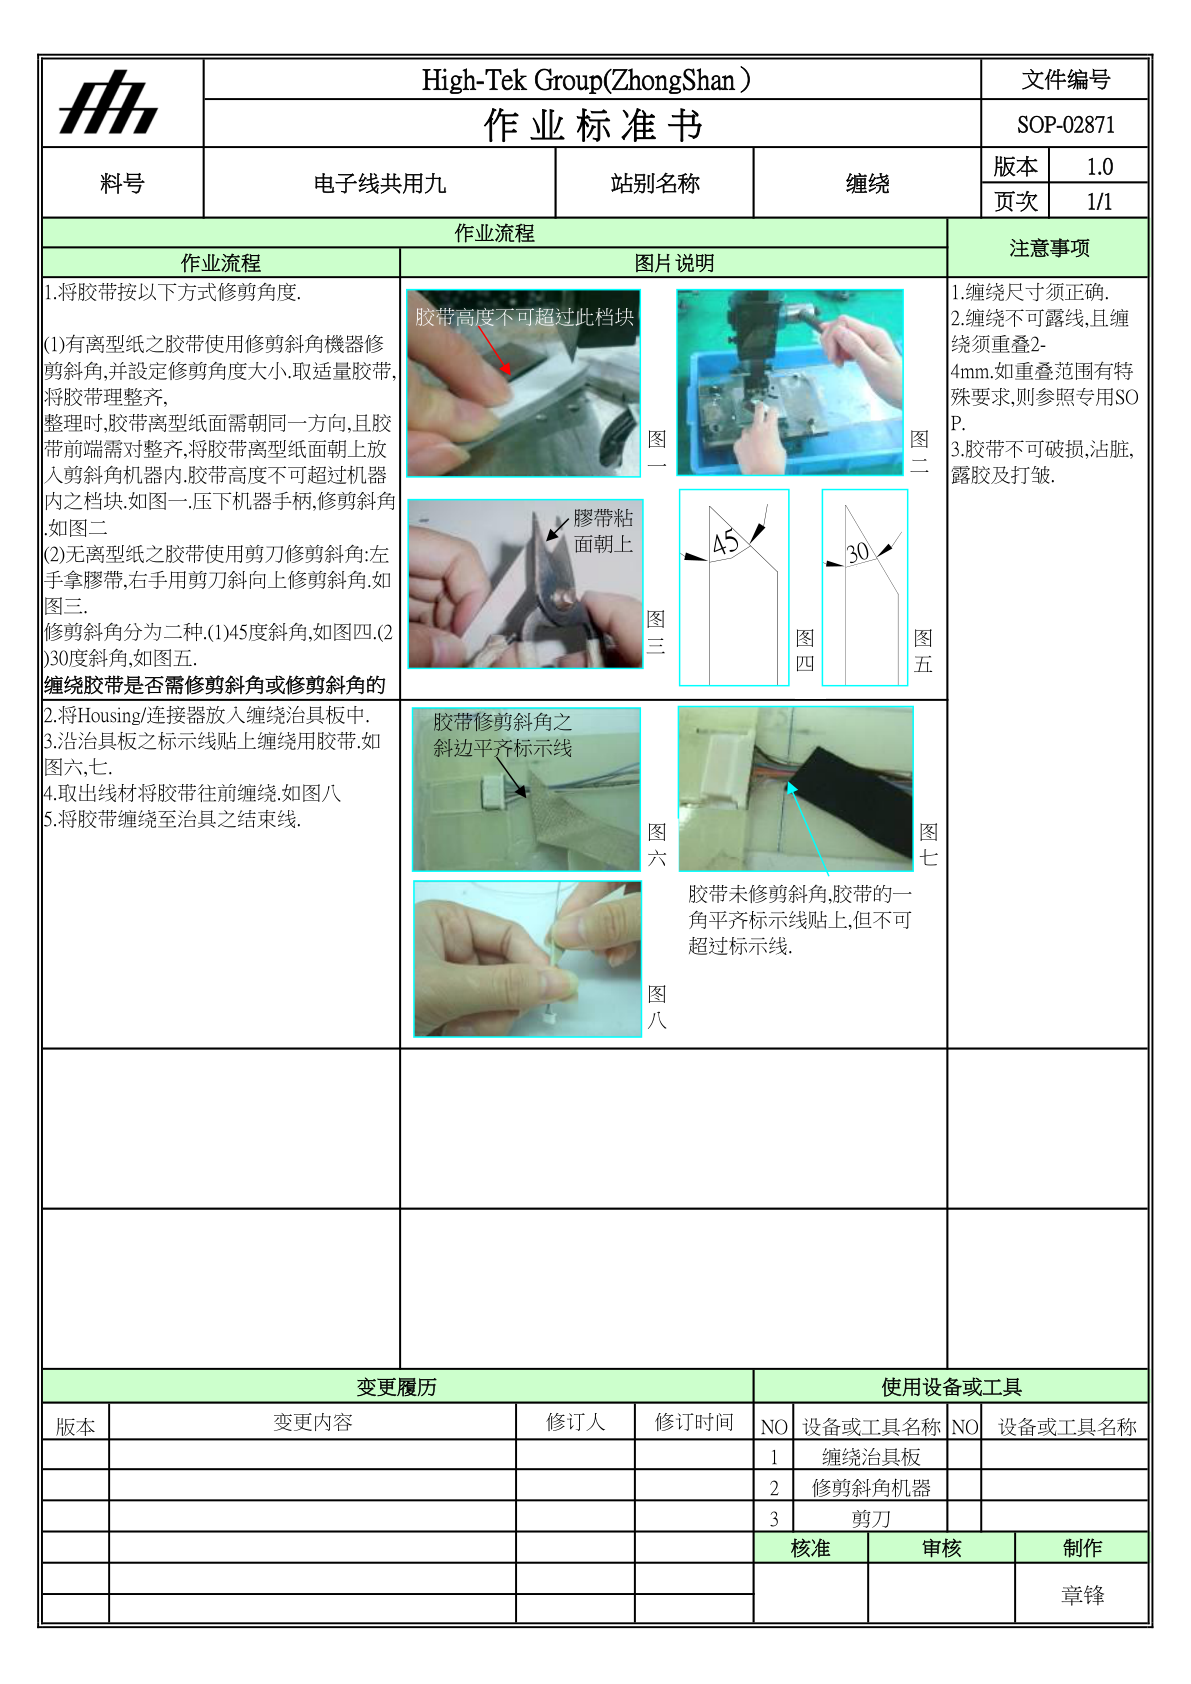 High-Tek Group(ZhongShan）
文件编号
作 业 标 准 书
SOP-02871
料号
电子线共用九
站别名称
缠绕
版本
1.0
页次
1/1
作业流程
注意事项
作业流程
图片说明
1.将胶带按以下方式修剪角度.
(1)有离型纸之胶带使用修剪斜角機器修
剪斜角,并設定修剪角度大小.取适量胶带,
将胶带理整齐,
整理时,胶带离型纸面需朝同一方向,且胶
带前端需对整齐,将胶带离型纸面朝上放
入剪斜角机器内.胶带高度不可超过机器
内之档块.如图一.压下机器手柄,修剪斜角
.如图二
(2)无离型纸之胶带使用剪刀修剪斜角:左
手拿膠帶,右手用剪刀斜向上修剪斜角.如
图三.
修剪斜角分为二种.(1)45度斜角,如图四.(2
)30度斜角,如图五.
缠绕胶带是否需修剪斜角或修剪斜角的
胶带高度不可超过此档块
图
一
图
二
膠帶粘
面朝上
图
三
45
图
四
30
图
五
1.缠绕尺寸须正确.
2.缠绕不可露线,且缠
绕须重叠2-
4mm.如重叠范围有特
殊要求,则参照专用SO
P.
3.胶带不可破损,沾脏,
露胶及打皱.
2.将Housing/连接器放入缠绕治具板中.
3.沿治具板之标示线贴上缠绕用胶带.如
图六,七.
4.取出线材将胶带往前缠绕.如图八
5.将胶带缠绕至治具之结束线.
胶带修剪斜角之
斜边平齐标示线
图
六
图
七
胶带未修剪斜角,胶带的一
角平齐标示线贴上,但不可
超过标示线.
图
八
变更履历
使用设备或工具
版本
变更内容
修订人
修订时间
NO
设备或工具名称
NO
设备或工具名称
1
缠绕治具板
2
修剪斜角机器
3
剪刀
核准
审核
制作
章锋